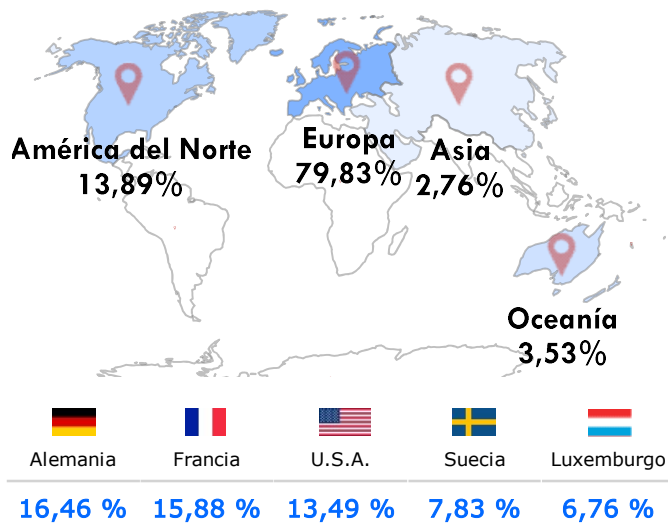 América del Norte
13,89%
Europa
79,83%
Asia
2,76%
Oceanía
3,53%
Alemania Francia U.S.A. Suecia Luxemburgo
16,46 % 15,88 % 13,49 % 7,83 % 6,76 %